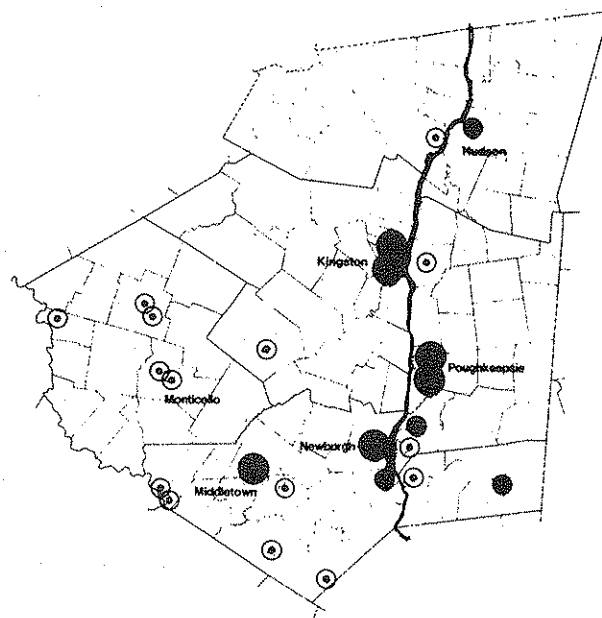 Hudson
Kingston
Poughkeepsie
Monticello
Newburgh
Middletown